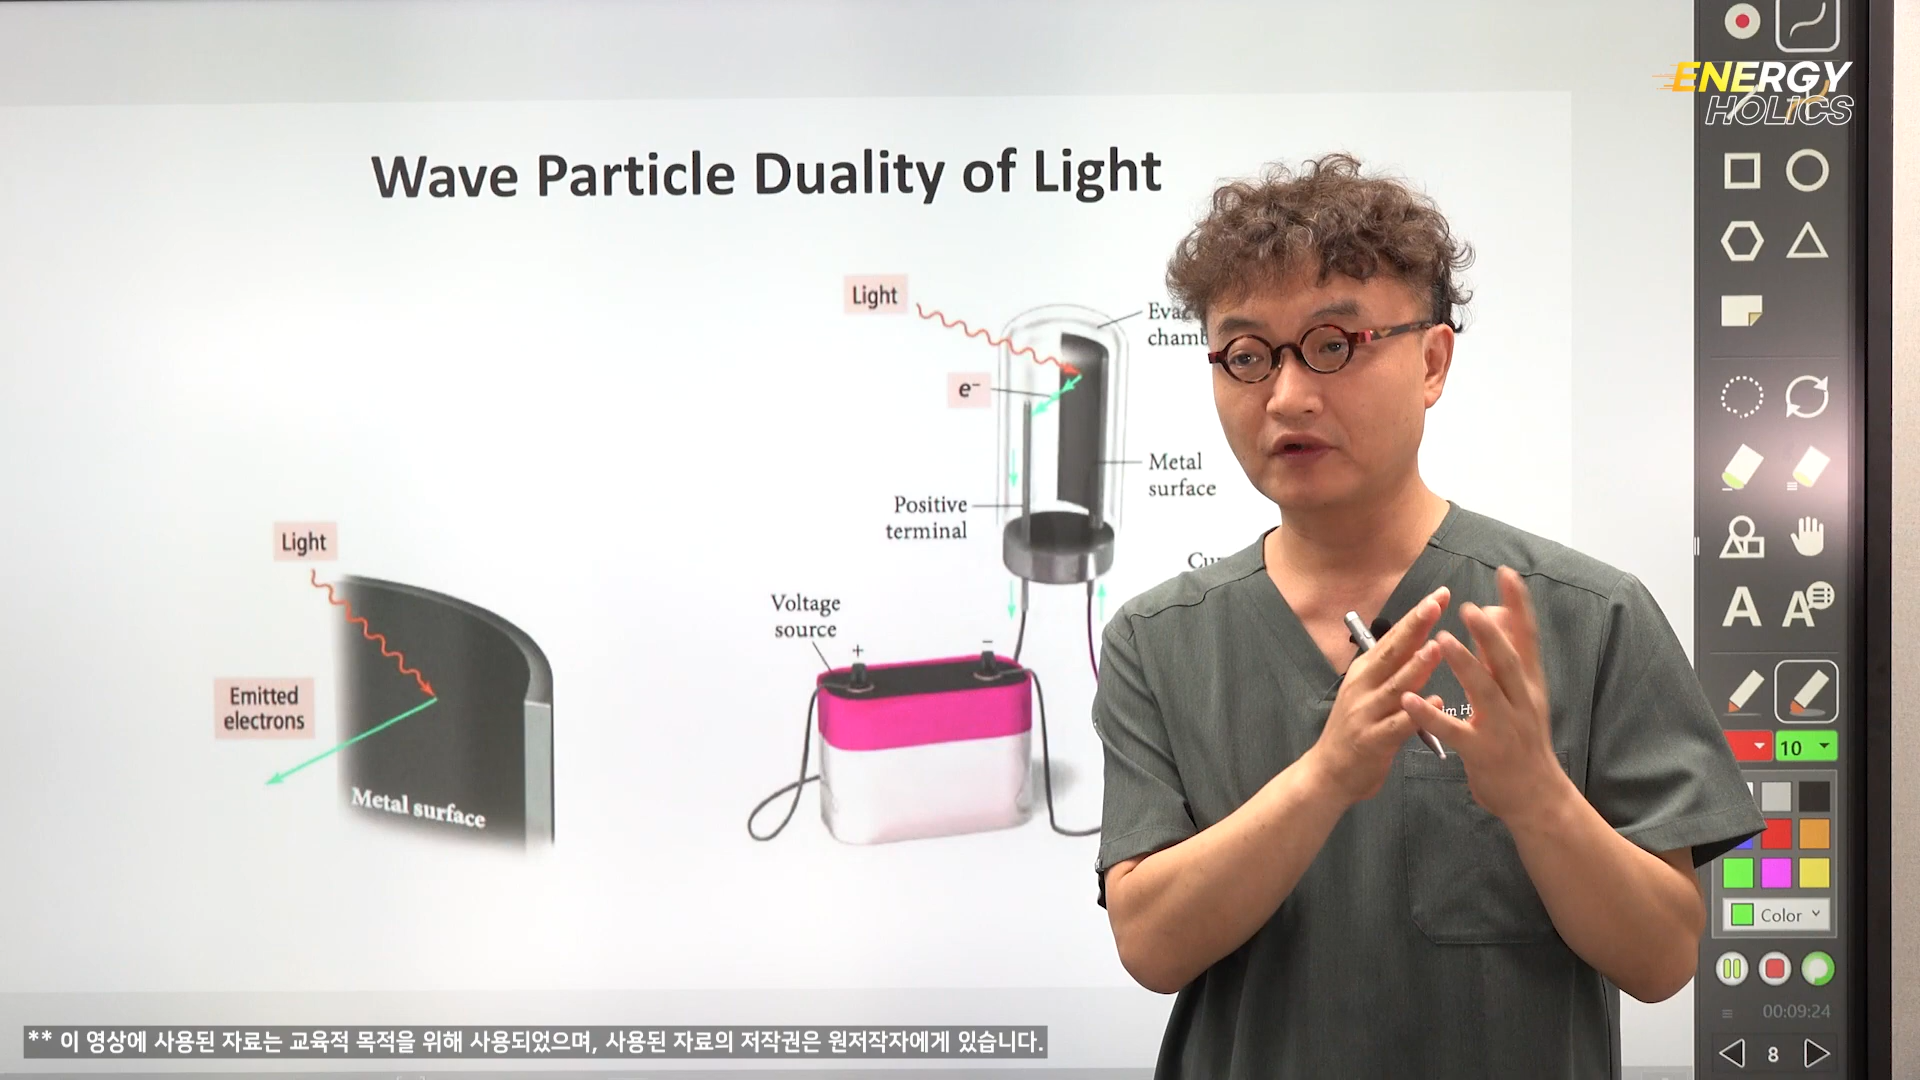 ENERGY
HOLiCS
Wave Particle Duality of Light
Light
e−
Metal
surface
Positive
terminal
Voltage
source
+
−
Light
Emitted
electrons
Metal surface
A
A
10
Color
00:09:24
8
** 이 영상에 사용된 자료는 교육적 목적을 위해 사용되었으며, 사용된 자료의 저작권은 원저작자에게 있습니다.